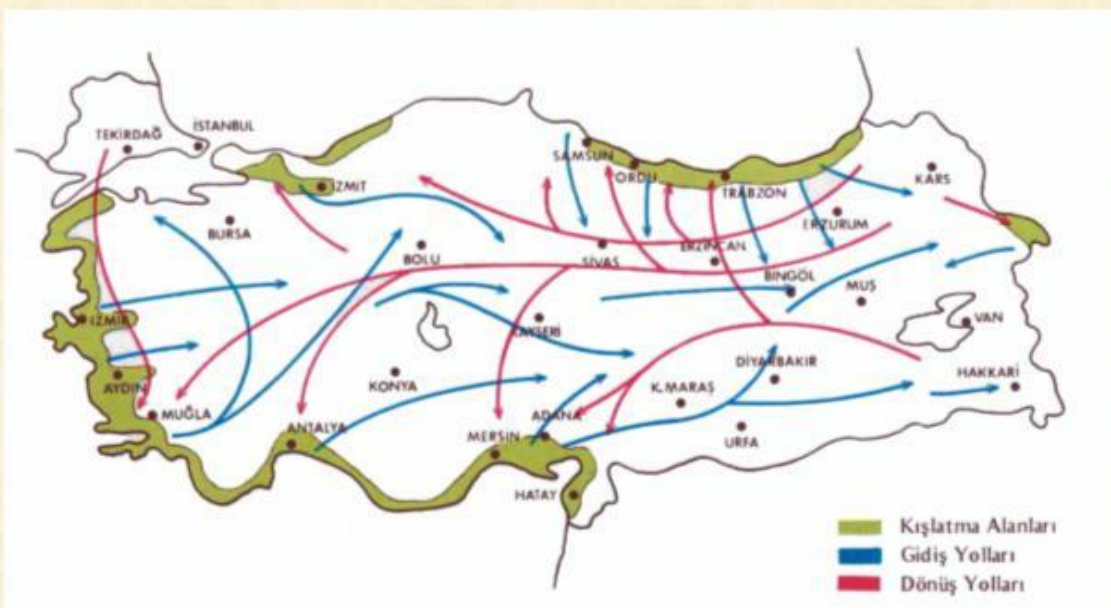 TEKİRDAĞ
İSTANBUL
İZMİT
BURSA
BOLU
SAMSUN
ORDU
TRABZON
KARS
ERZURUM
ERZİNCAN
SİVAS
BİNGÖL
MUŞ
VAN
İZMİR
AYDIN
MUĞLA
KAYSERİ
KONYA
DİYARBAKIR
HAKKARİ
K.MARAŞ
ANTALYA
MERSİN
ADANA
URFA
HATAY
Kışlatma Alanları
Gidiş Yolları
Dönüş Yolları